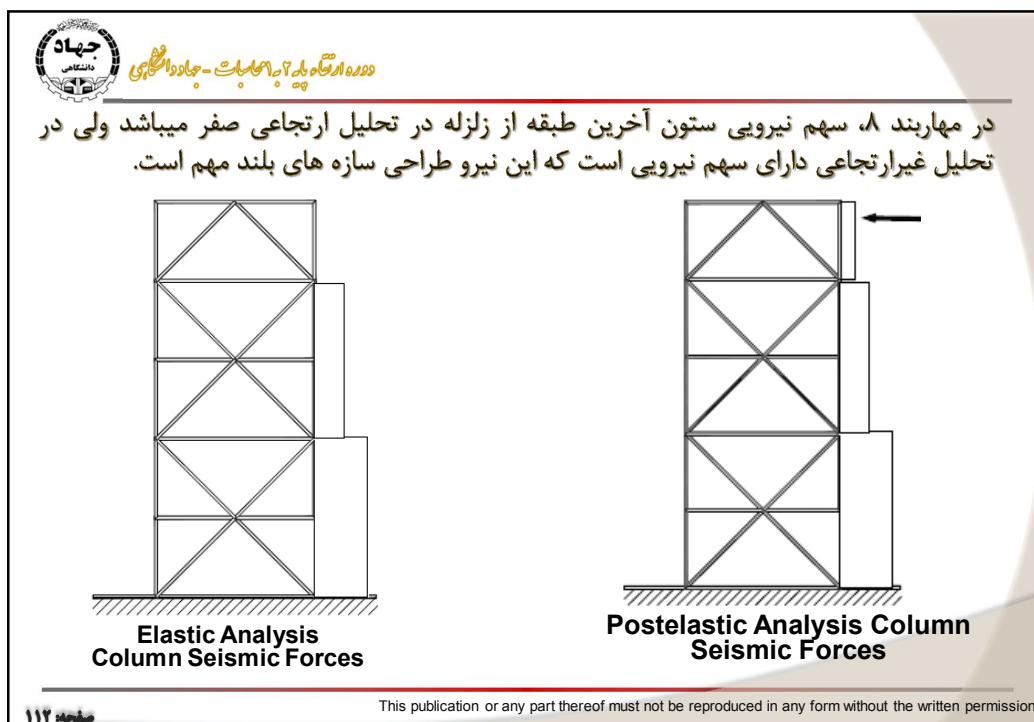 جهاد
دانشگاهی
دوره ارتقاء پایه ۲ به ۱ محاسبات - جهاد دانشگاهی
در مهاربند ۸، سهم نیرویی ستون آخرین طبقه از زلزله در تحلیل ارتجاعی صفر میباشد ولی در
تحلیل غیرارتجاعی دارای سهم نیرویی است که این نیرو طراحی سازه های بلند مهم است.
Elastic Analysis
Column Seismic Forces
Postelastic Analysis Column
Seismic Forces
This publication or any part thereof must not be reproduced in any form without the written permission
صفحه: ۱۱۲